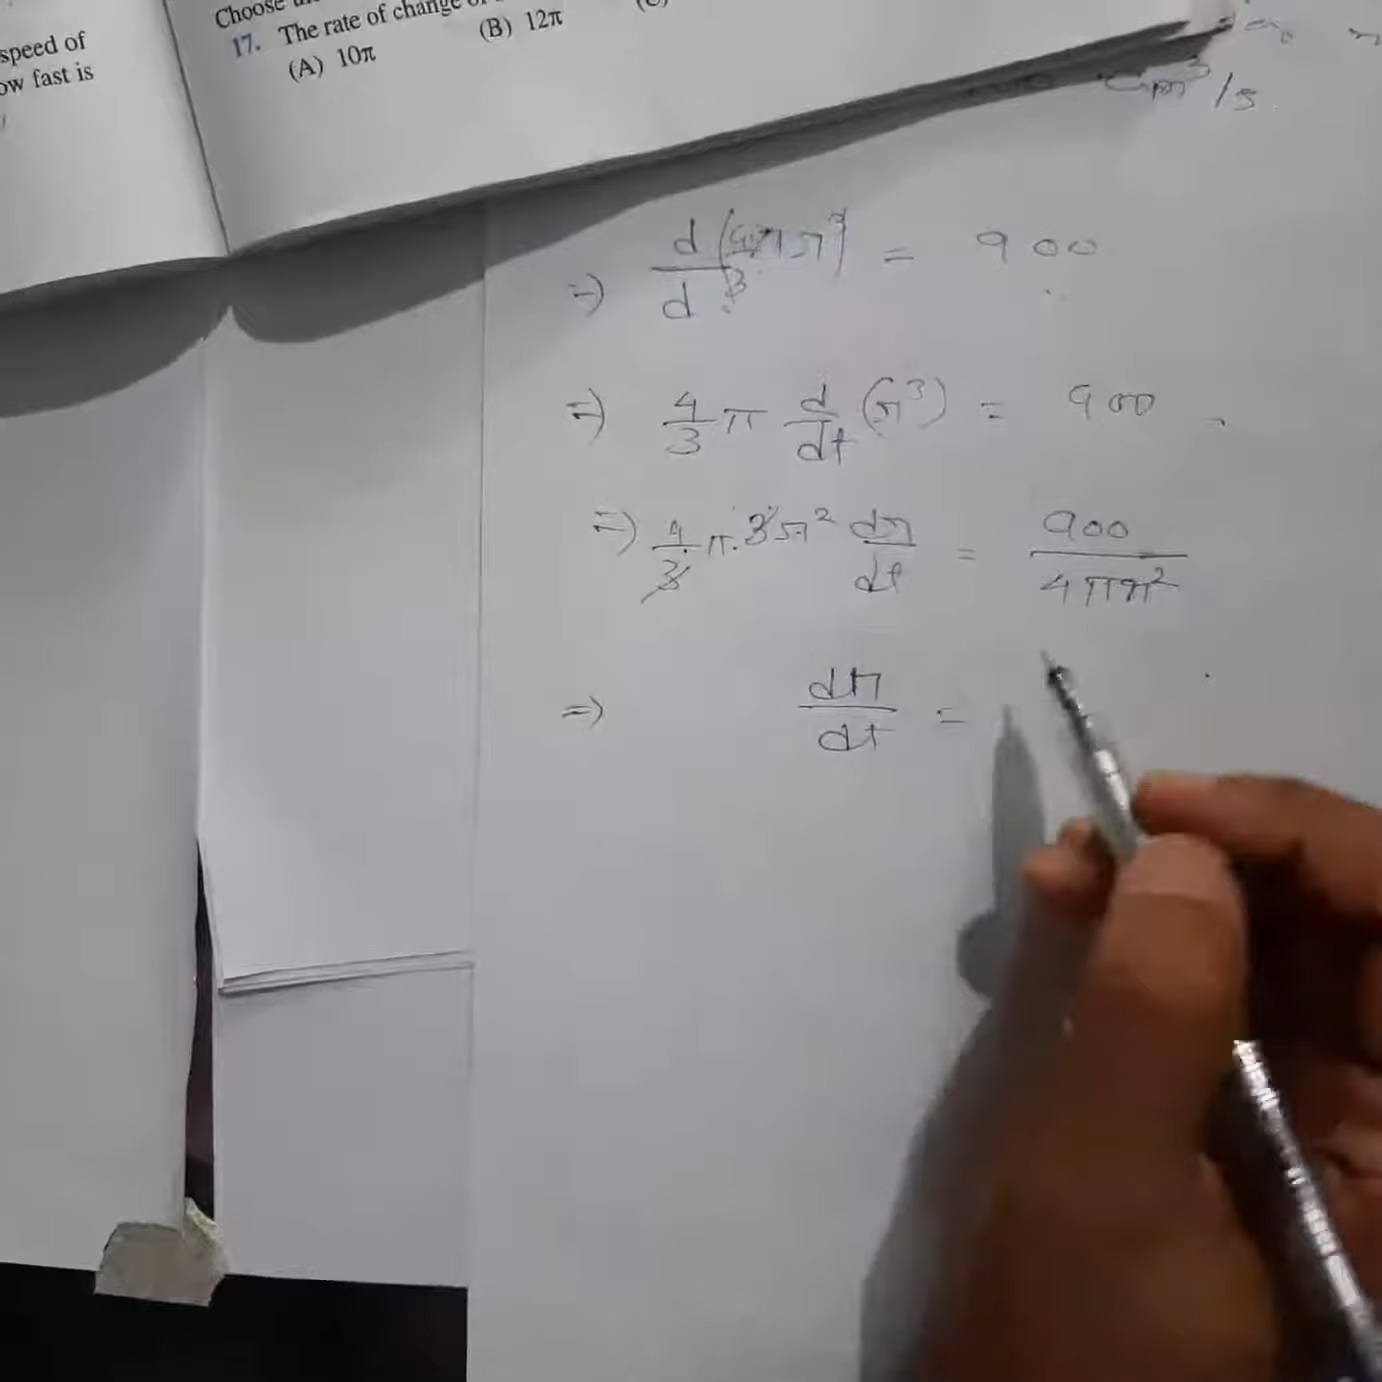 speed of
ow fast is
Choose
17. The rate of change
(A) 10π (B) 12π
cm³/s
=) d(4/3 πr³)/d = 900
=) 4/3 π d/dt (r³) = 900
=) 4/3 π.3r² dr/dt = 900/4πr²
=) dr/dt =